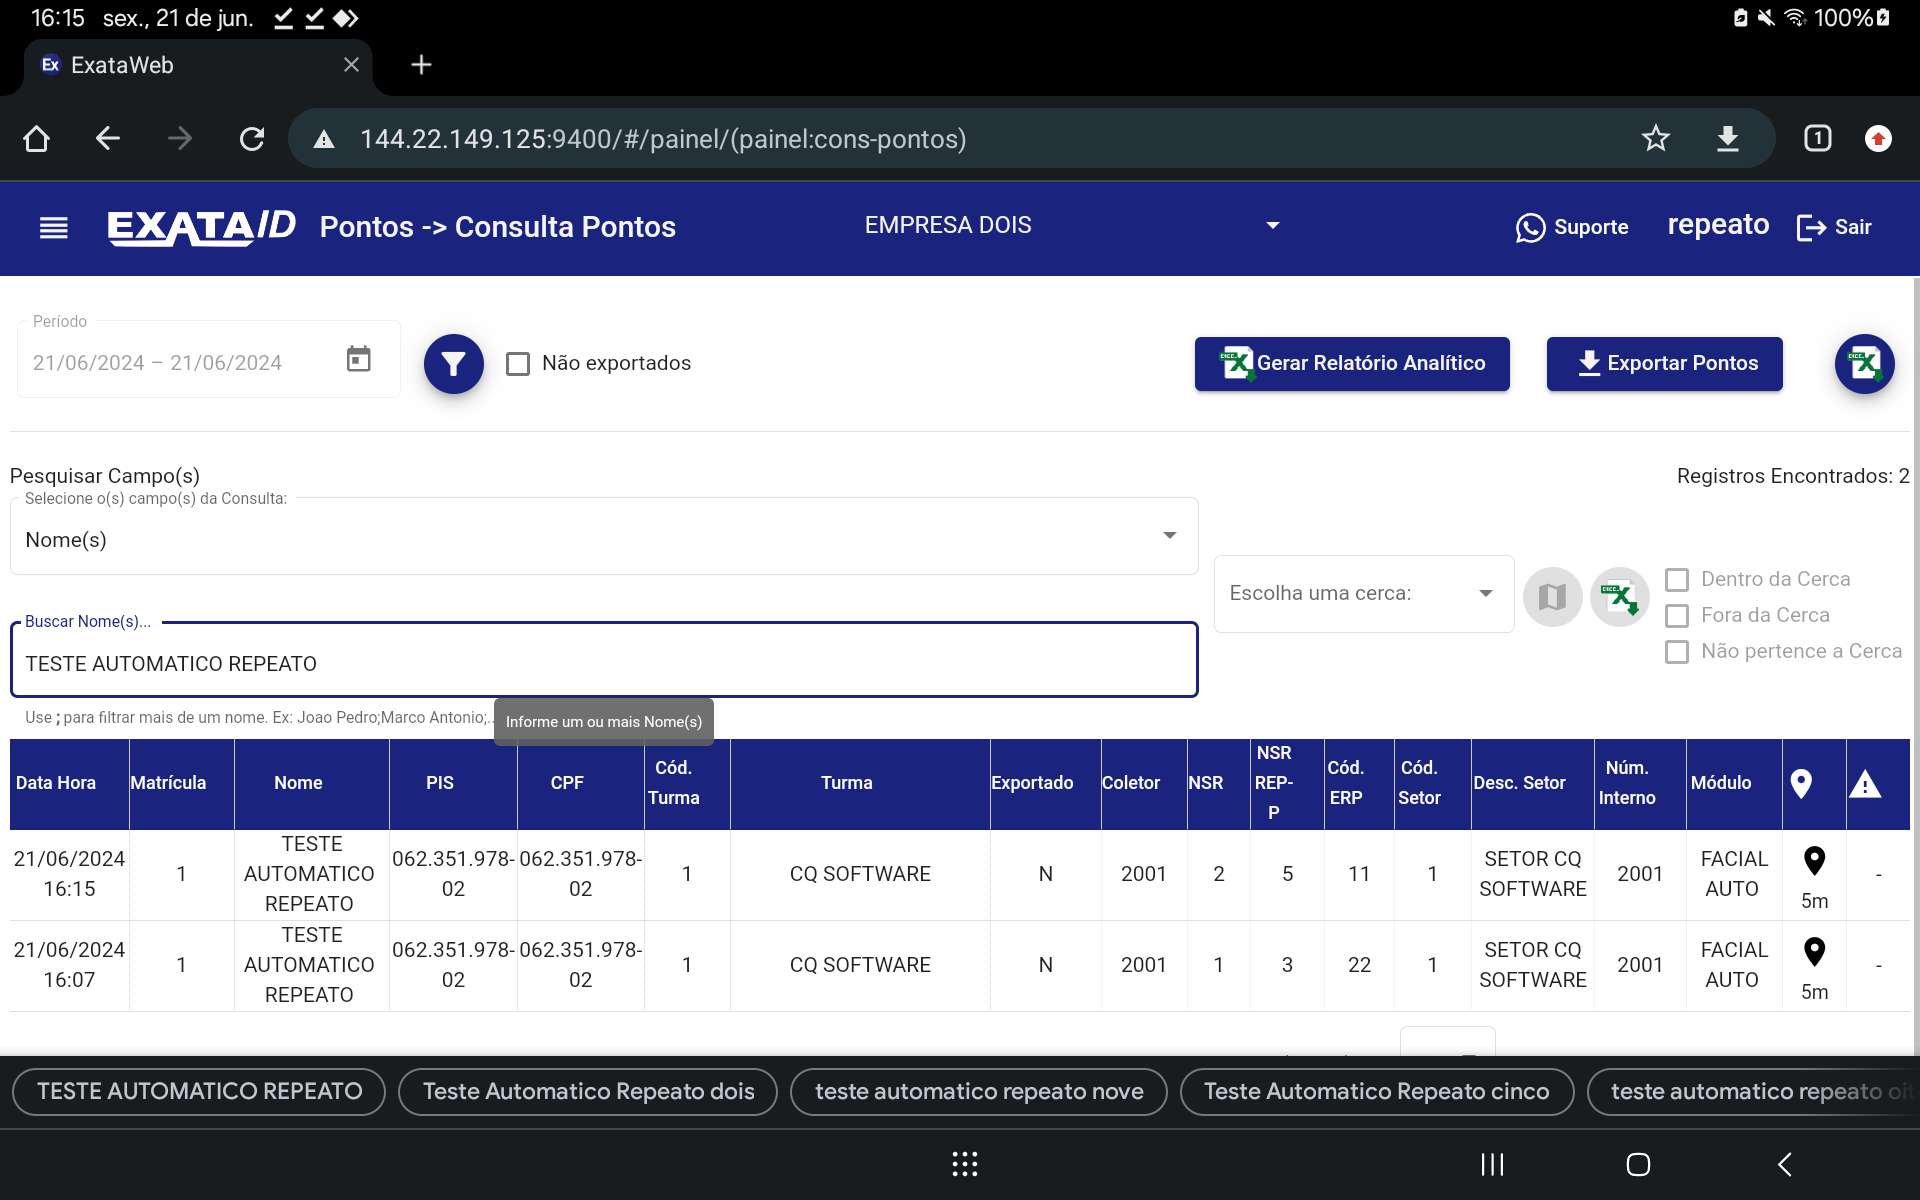 16:15 sex., 21 de jun.
100%
Ex ExataWeb
144.22.149.125:9400/#/painel/(painel:cons-pontos)
1
EXATA ID Pontos -> Consulta Pontos
EMPRESA DOIS
Suporte
repeato
Sair
Período
21/06/2024 – 21/06/2024
Não exportados
Gerar Relatório Analítico
Exportar Pontos
Pesquisar Campo(s)
Registros Encontrados: 2
Selecione o(s) campo(s) da Consulta:
Nome(s)
Escolha uma cerca:
Dentro da Cerca
Fora da Cerca
Não pertence a Cerca
Buscar Nome(s)...
TESTE AUTOMATICO REPEATO
Use ; para filtrar mais de um nome. Ex: Joao Pedro;Marco Antonio;..
Informe um ou mais Nome(s)
Data Hora Matrícula Nome PIS CPF Cód. Turma Turma Exportado Coletor NSR NSR REP-P Cód. ERP Cód. Setor Desc. Setor Núm. Interno Módulo
21/06/2024 16:15 1 TESTE AUTOMATICO REPEATO 062.351.978-02 062.351.978-02 1 CQ SOFTWARE N 2001 2 5 11 1 SETOR CQ SOFTWARE 2001 FACIAL AUTO 5m -
21/06/2024 16:07 1 TESTE AUTOMATICO REPEATO 062.351.978-02 062.351.978-02 1 CQ SOFTWARE N 2001 1 3 22 1 SETOR CQ SOFTWARE 2001 FACIAL AUTO 5m -
TESTE AUTOMATICO REPEATO
Teste Automatico Repeato dois
teste automatico repeato nove
Teste Automatico Repeato cinco
teste automatico repeato oit